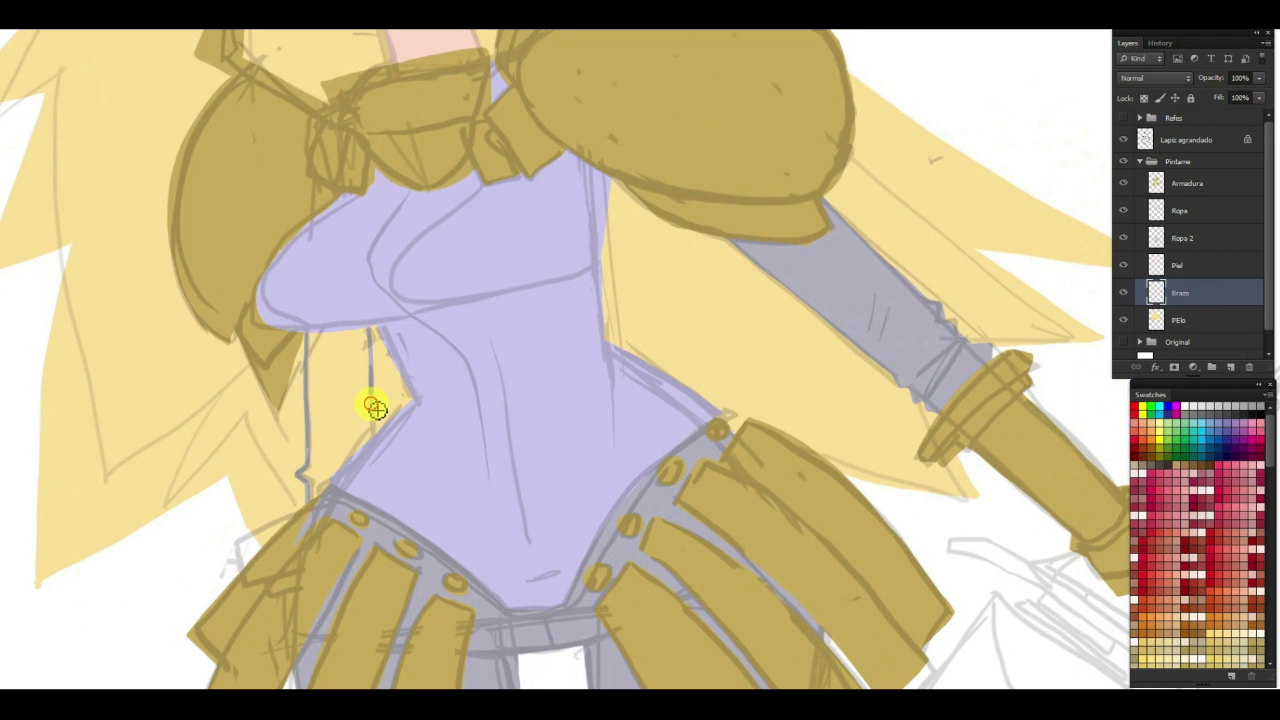 Layers History
Kind
Normal Opacity: 100%
Lock: Fill: 100%
Refes
Lapiz agrandado
Pintame
Armadura
Ropa
Ropa 2
Piel
Brazo
PElo
Original
fx
Swatches